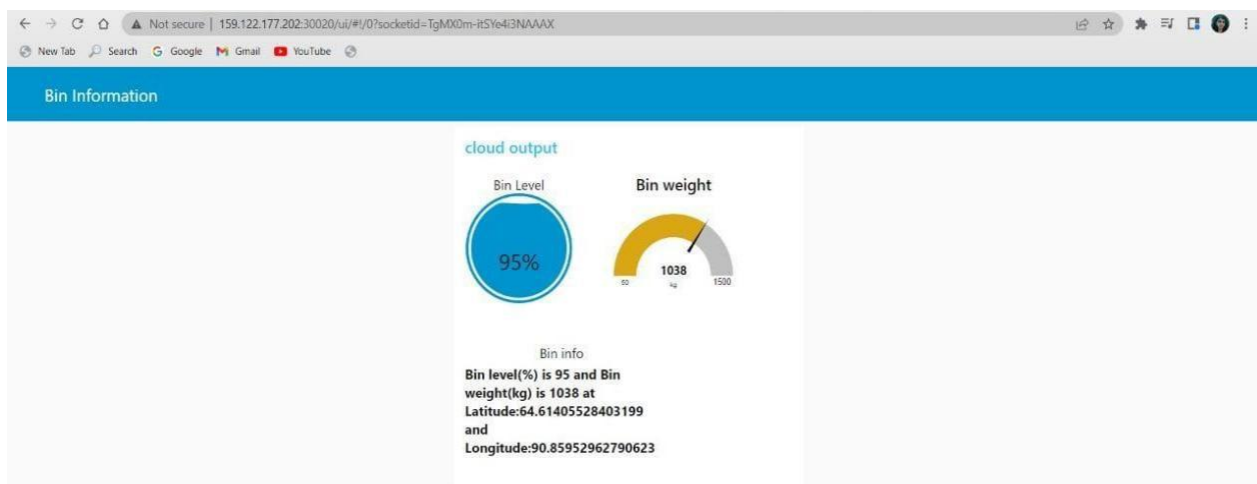 Not secure | 159.122.177.202:30020/ui/#!/0?socketid=TgMX0m-itSYe4i3NAAAX
New Tab Search Google Gmail YouTube
Bin Information
cloud output
Bin Level Bin weight
95%
1038
50 kg 1500
Bin info
Bin level(%) is 95 and Bin
weight(kg) is 1038 at
Latitude:64.61405528403199
and
Longitude:90.85952962790623